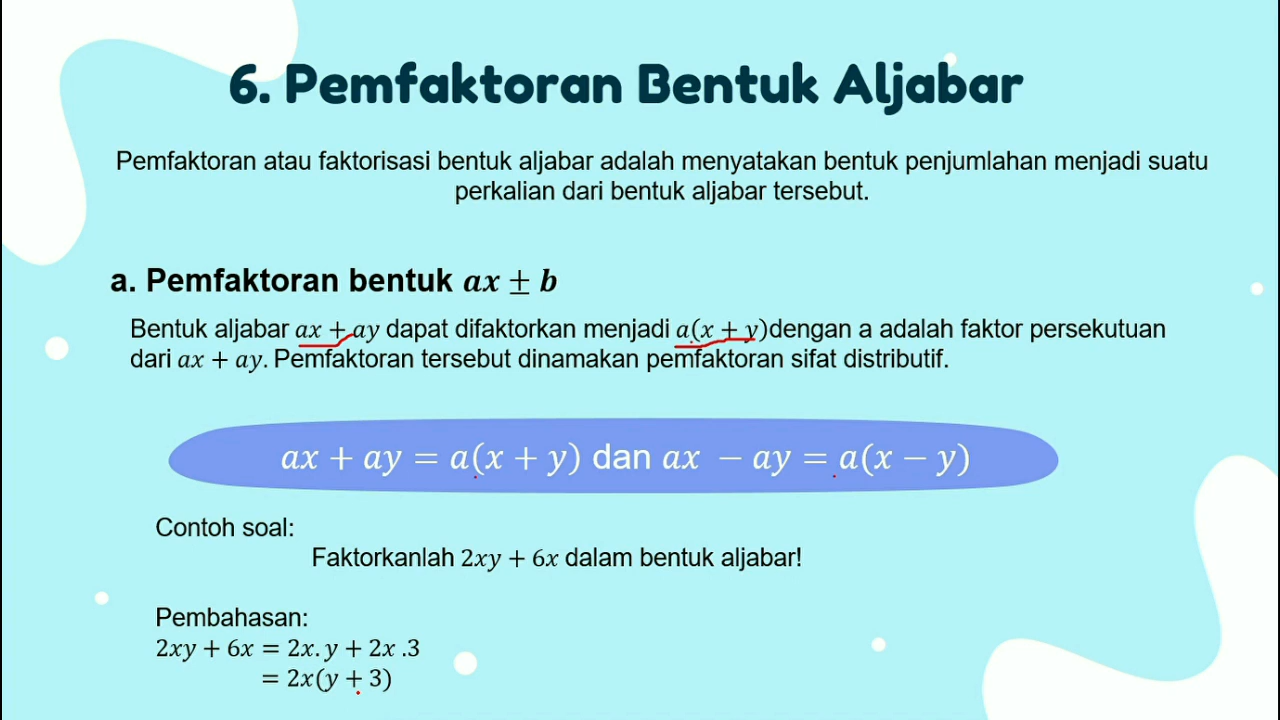 6. Pemfaktoran Bentuk Aljabar
Pemfaktoran atau faktorisasi bentuk aljabar adalah menyatakan bentuk penjumlahan menjadi suatu
perkalian dari bentuk aljabar tersebut.
a. Pemfaktoran bentuk ax ± b
Bentuk aljabar ax + ay dapat difaktorkan menjadi a(x + y)dengan a adalah faktor persekutuan
dari ax + ay. Pemfaktoran tersebut dinamakan pemfaktoran sifat distributif.
ax + ay = a(x + y) dan ax − ay = a(x − y)
Contoh soal:
Faktorkanlah 2xy + 6x dalam bentuk aljabar!
Pembahasan:
2xy + 6x = 2x. y + 2x .3
= 2x(y + 3)